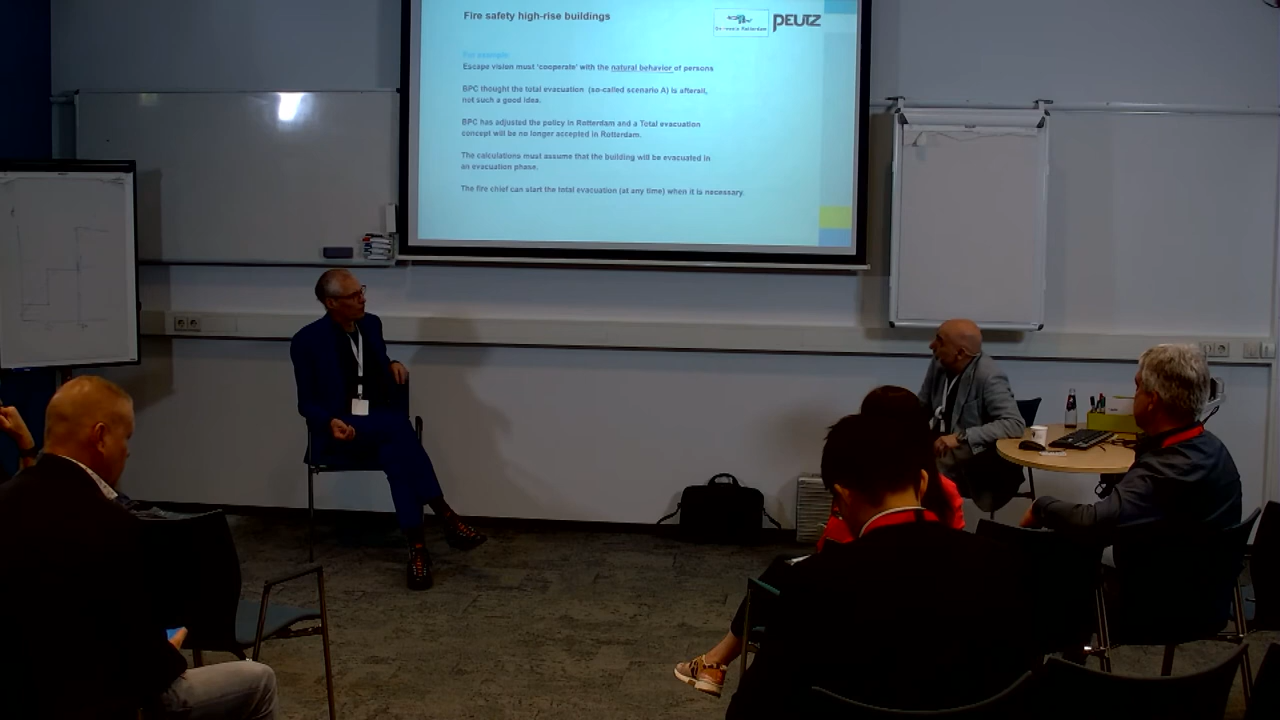 Fire safety high-rise buildings
PEUTZ
For example
Escape vision must 'cooperate' with the natural behavior of persons
BPC thought the total evacuation (so-called scenario A) is afterall,
not such a good idea.
BPC has adjusted the policy in Rotterdam and a Total evacuation
concept will be no longer accepted in Rotterdam.
The calculations must assume that the building will be evacuated in
an evacuation phase.
The fire chief can start the total evacuation (at any time) when it is necessary.